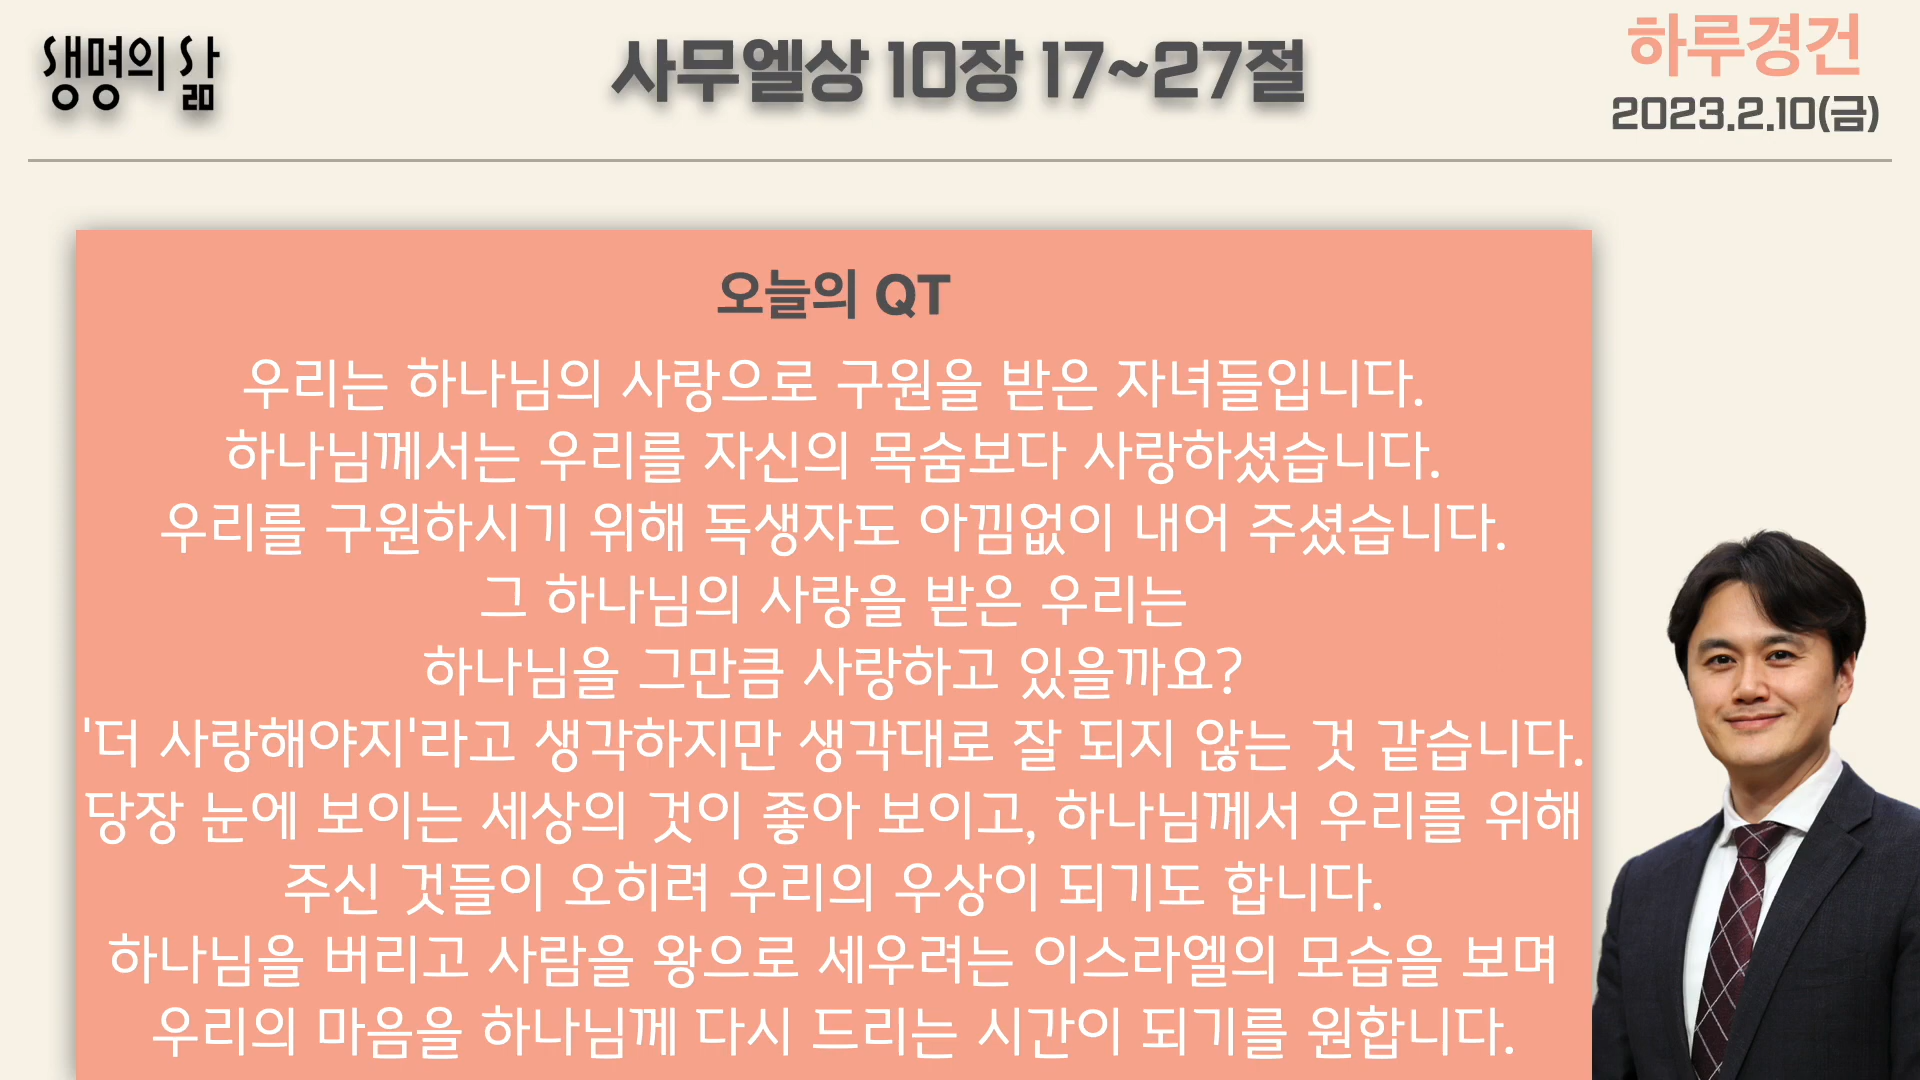 생명의 삶
사무엘상 10장 17~27절
하루경건
2023.2.10(금)
오늘의 QT
우리는 하나님의 사랑으로 구원을 받은 자녀들입니다.
하나님께서는 우리를 자신의 목숨보다 사랑하셨습니다.
우리를 구원하시기 위해 독생자도 아낌없이 내어 주셨습니다.
그 하나님의 사랑을 받은 우리는
하나님을 그만큼 사랑하고 있을까요?
'더 사랑해야지'라고 생각하지만 생각대로 잘 되지 않는 것 같습니다.
당장 눈에 보이는 세상의 것이 좋아 보이고, 하나님께서 우리를 위해
주신 것들이 오히려 우리의 우상이 되기도 합니다.
하나님을 버리고 사람을 왕으로 세우려는 이스라엘의 모습을 보며
우리의 마음을 하나님께 다시 드리는 시간이 되기를 원합니다.